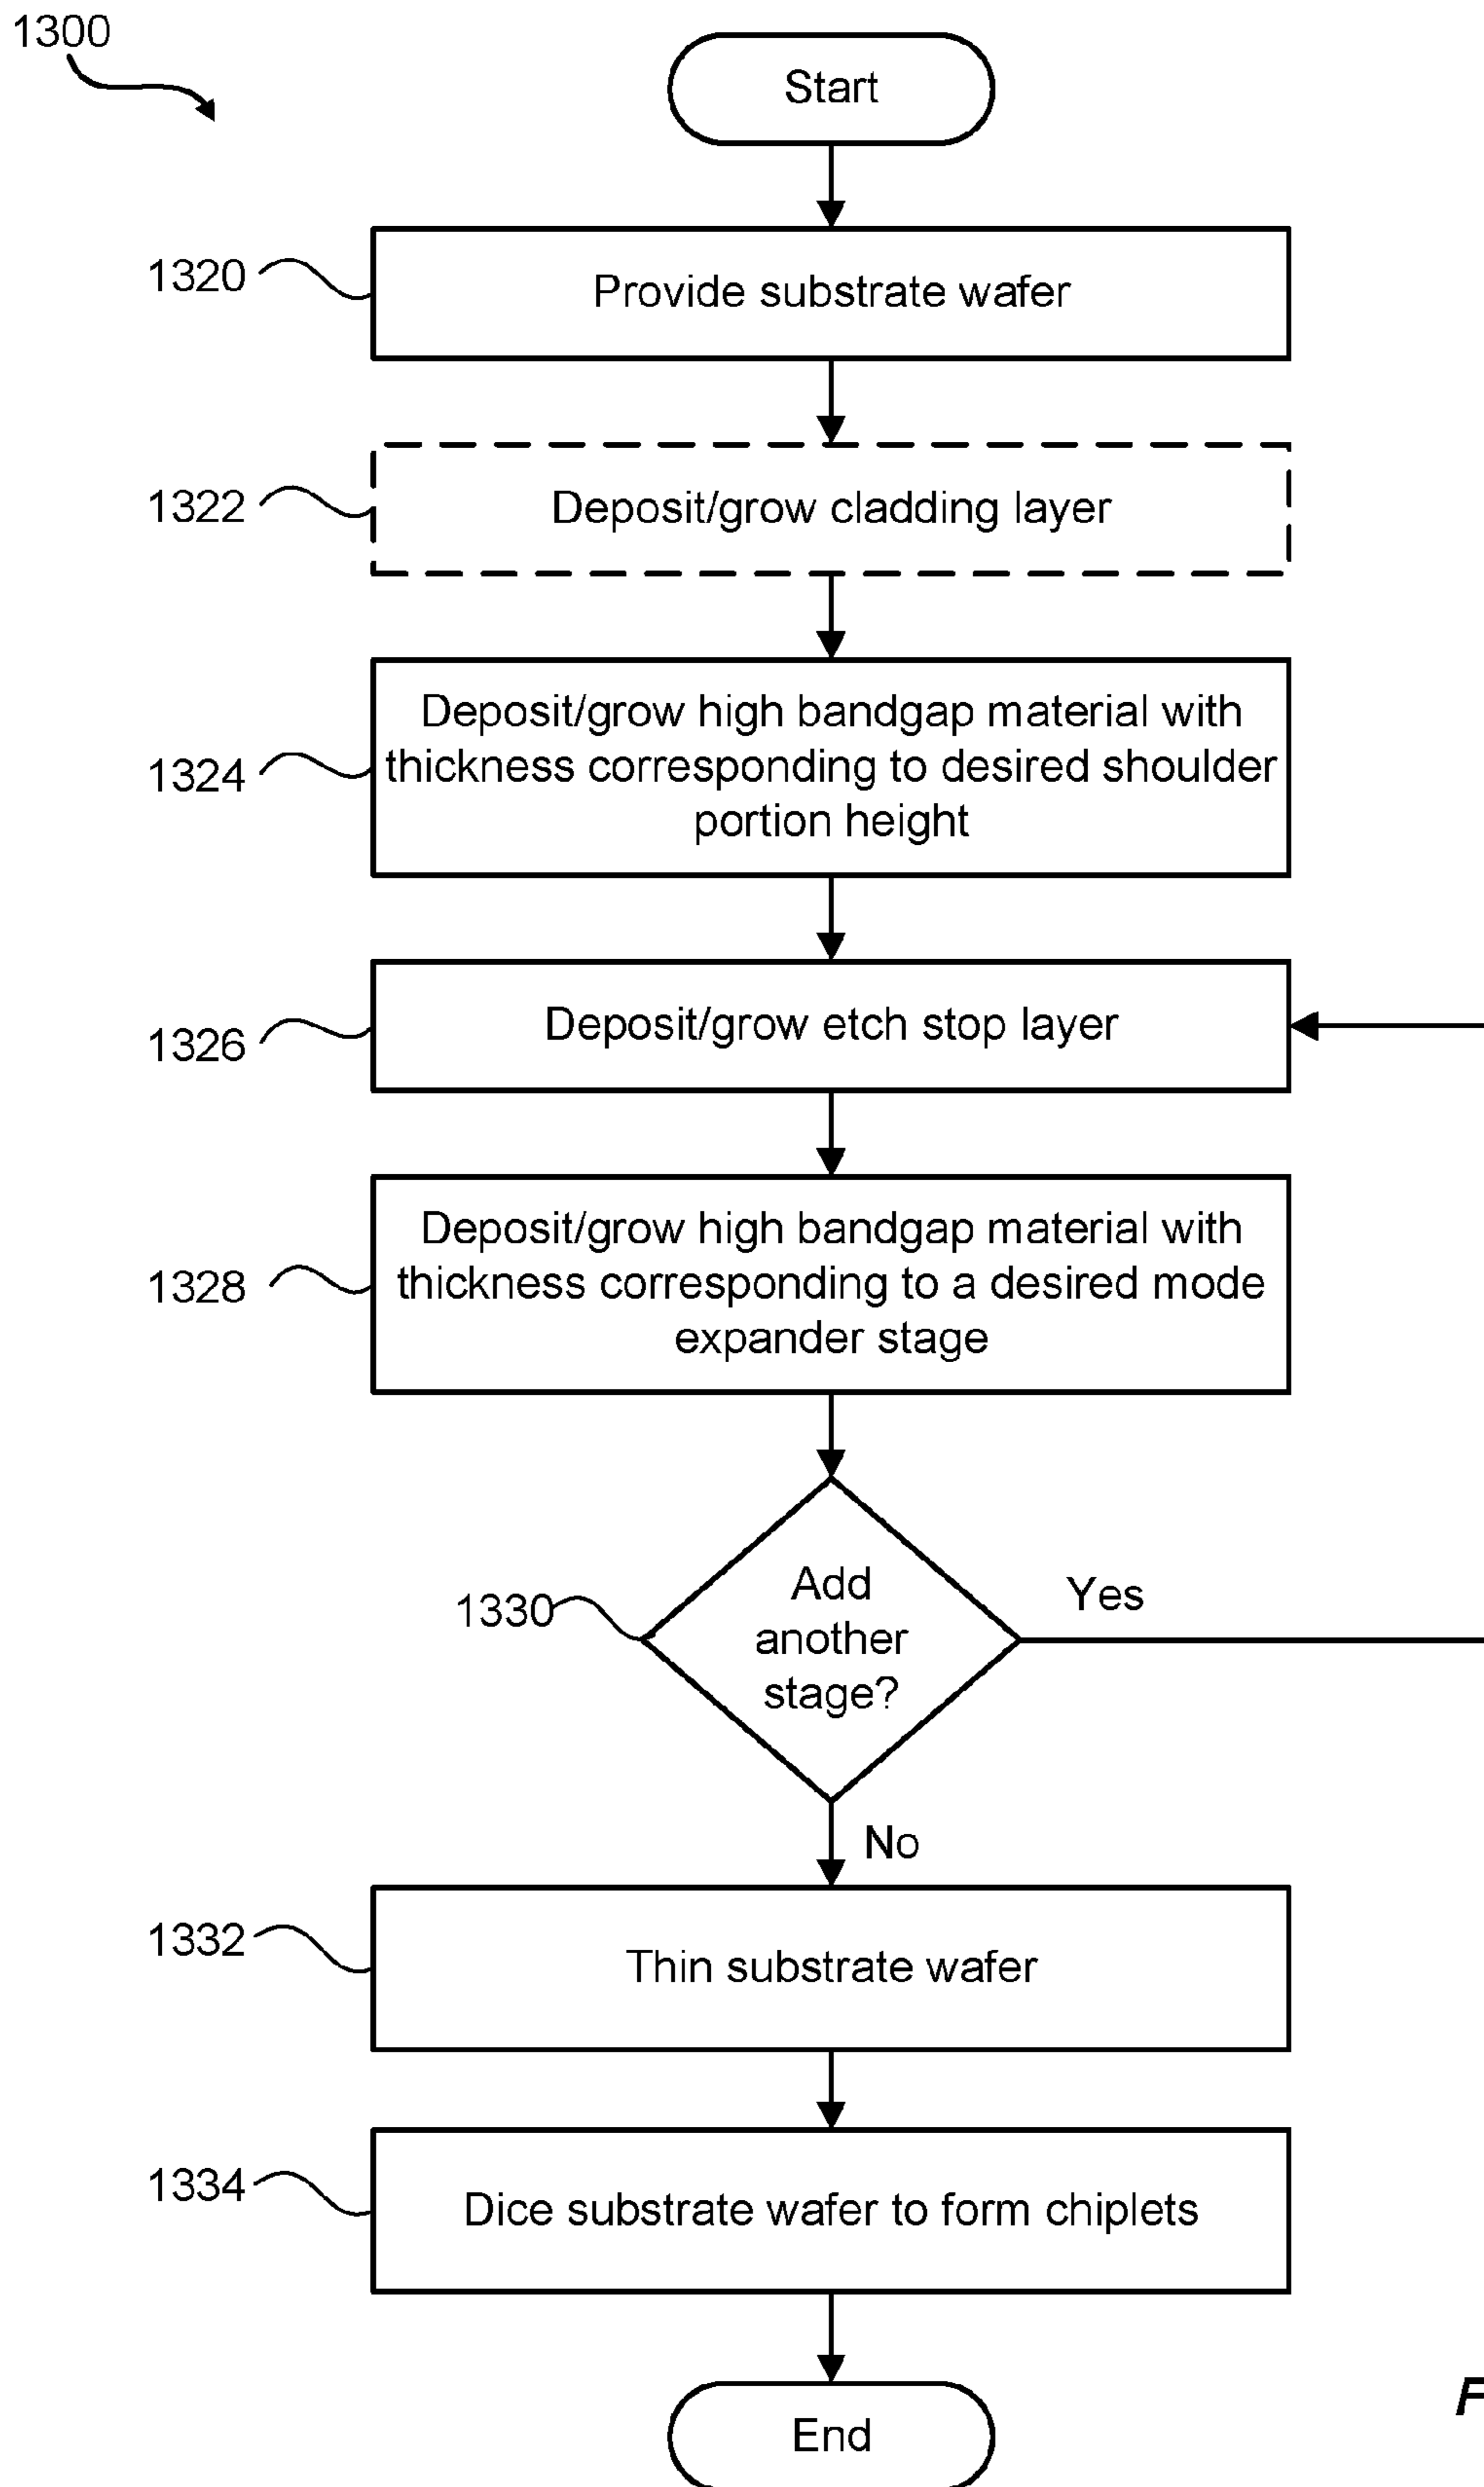 1300
Start
1320
Provide substrate wafer
1322
Deposit/grow cladding layer
1324
Deposit/grow high bandgap material with
thickness corresponding to desired shoulder
portion height
1326
Deposit/grow etch stop layer
1328
Deposit/grow high bandgap material with
thickness corresponding to a desired mode
expander stage
1330
Add
another
stage?
Yes
No
1332
Thin substrate wafer
1334
Dice substrate wafer to form chiplets
End